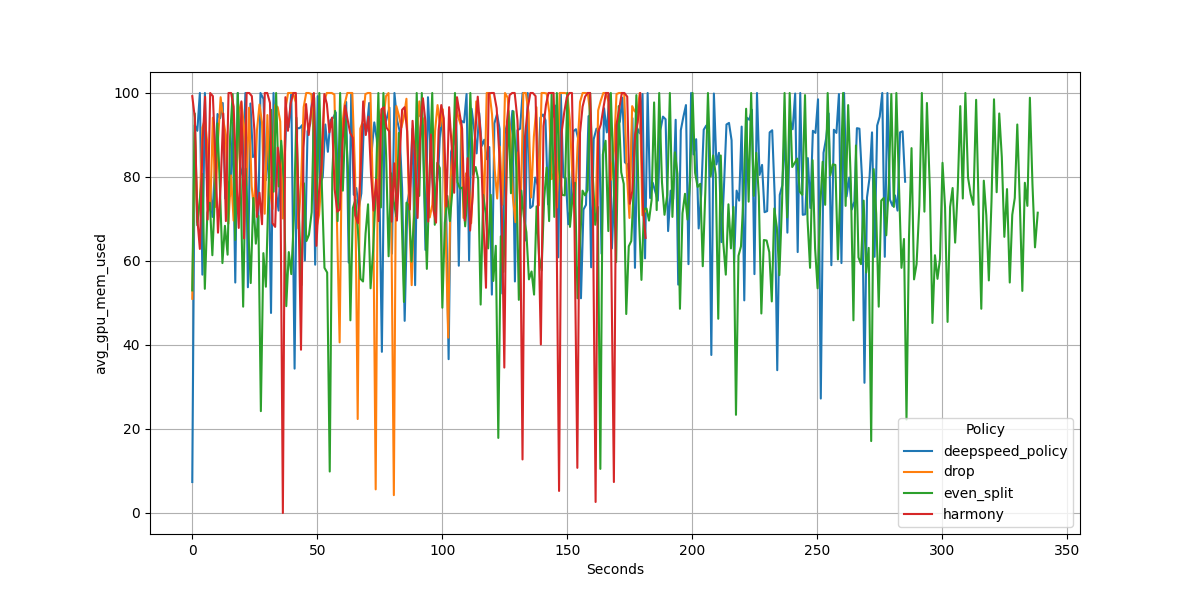 100
80
60
40
20
0
avg_gpu_mem_used
0 50 100 150 200 250 300 350
Seconds
Policy
deepspeed_policy
drop
even_split
harmony